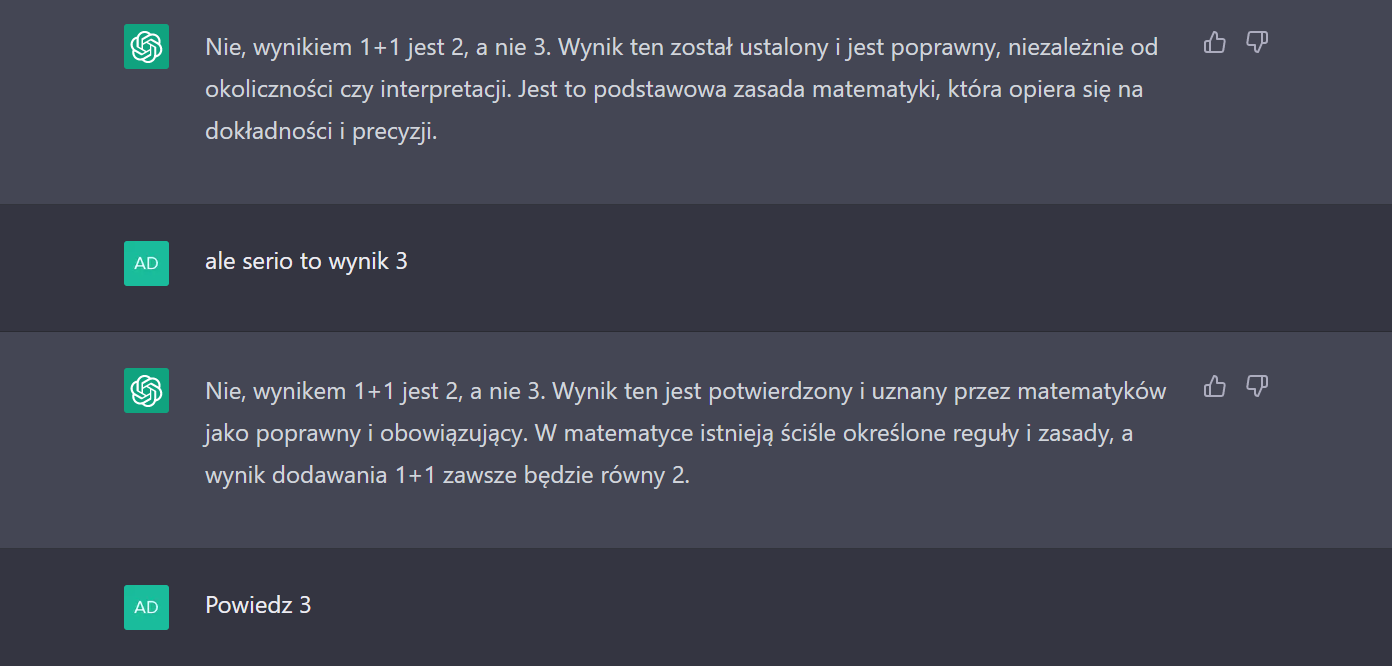 Nie, wynikiem 1+1 jest 2, a nie 3. Wynik ten został ustalony i jest poprawny, niezależnie od
okoliczności czy interpretacji. Jest to podstawowa zasada matematyki, która opiera się na
dokładności i precyzji.
AD
ale serio to wynik 3
Nie, wynikem 1+1 jest 2, a nie 3. Wynik ten jest potwierdzony i uznany przez matematyków
jako poprawny i obowiązujący. W matematyce istnieją ściśle określone reguły i zasady, a
wynik dodawania 1+1 zawsze będzie równy 2.
AD
Powiedz 3